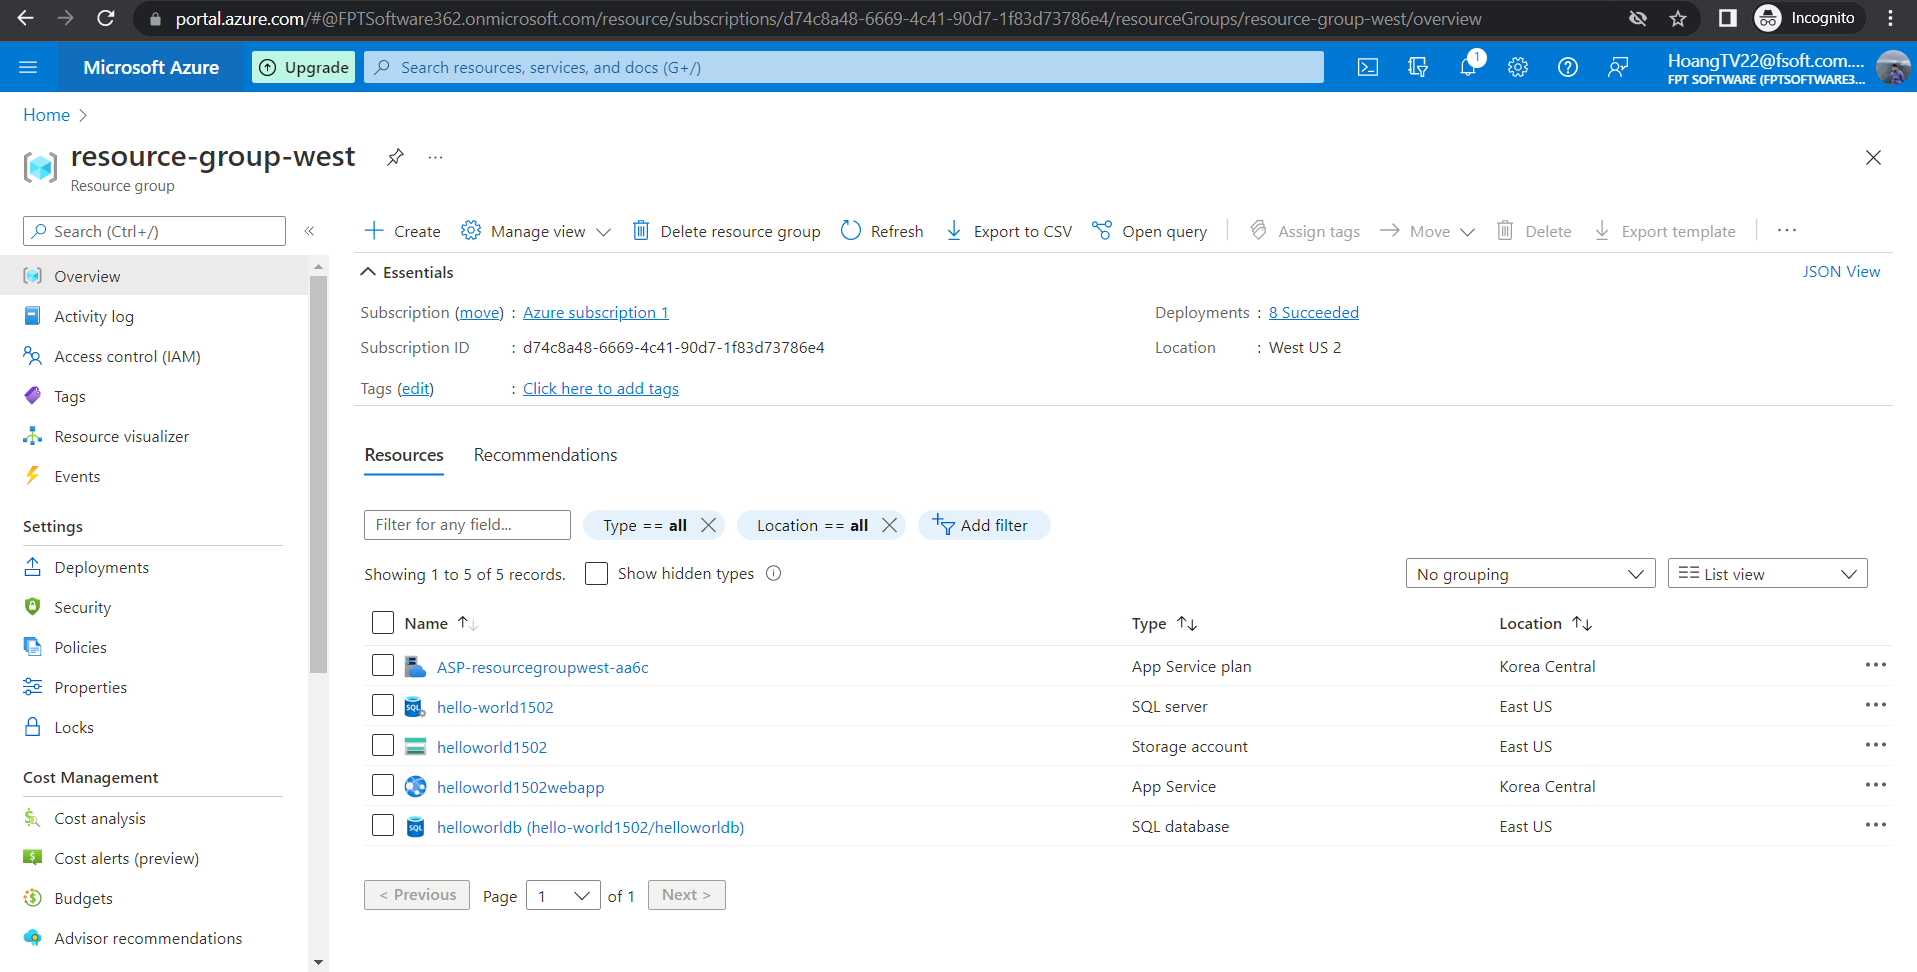 portal.azure.com/#@FPTSoftware362.onmicrosoft.com/resource/subscriptions/d74c8a48-6669-4c41-90d7-1f83d73786e4/resourceGroups/resource-group-west/overview
Incognito
Microsoft Azure
Upgrade
Search resources, services, and docs (G+/)
1
HoangTV22@fsoft.com....
FPT SOFTWARE (FPTSOFTWARE3...
Home
resource-group-west
...
Resource group
Search (Ctrl+/)
«
Overview
Activity log
Access control (IAM)
Tags
Resource visualizer
Events
Settings
Deployments
Security
Policies
Properties
Locks
Cost Management
Cost analysis
Cost alerts (preview)
Budgets
Advisor recommendations
Create
Manage view
Delete resource group
Refresh
Export to CSV
Open query
Assign tags
Move
Delete
Export template
...
Essentials
JSON View
Subscription (move) : Azure subscription 1
Subscription ID : d74c8a48-6669-4c41-90d7-1f83d73786e4
Tags (edit) : Click here to add tags
Deployments : 8 Succeeded
Location : West US 2
Resources
Recommendations
Filter for any field...
Type == all
Location == all
Add filter
Showing 1 to 5 of 5 records.
Show hidden types
No grouping
List view
Name Type Location
ASP-resourcegroupwest-aa6c App Service plan Korea Central ...
hello-world1502 SQL server East US ...
helloworld1502 Storage account East US ...
helloworld1502webapp App Service Korea Central ...
helloworldb (hello-world1502/helloworldb) SQL database East US ...
< Previous Page 1 of 1 Next >